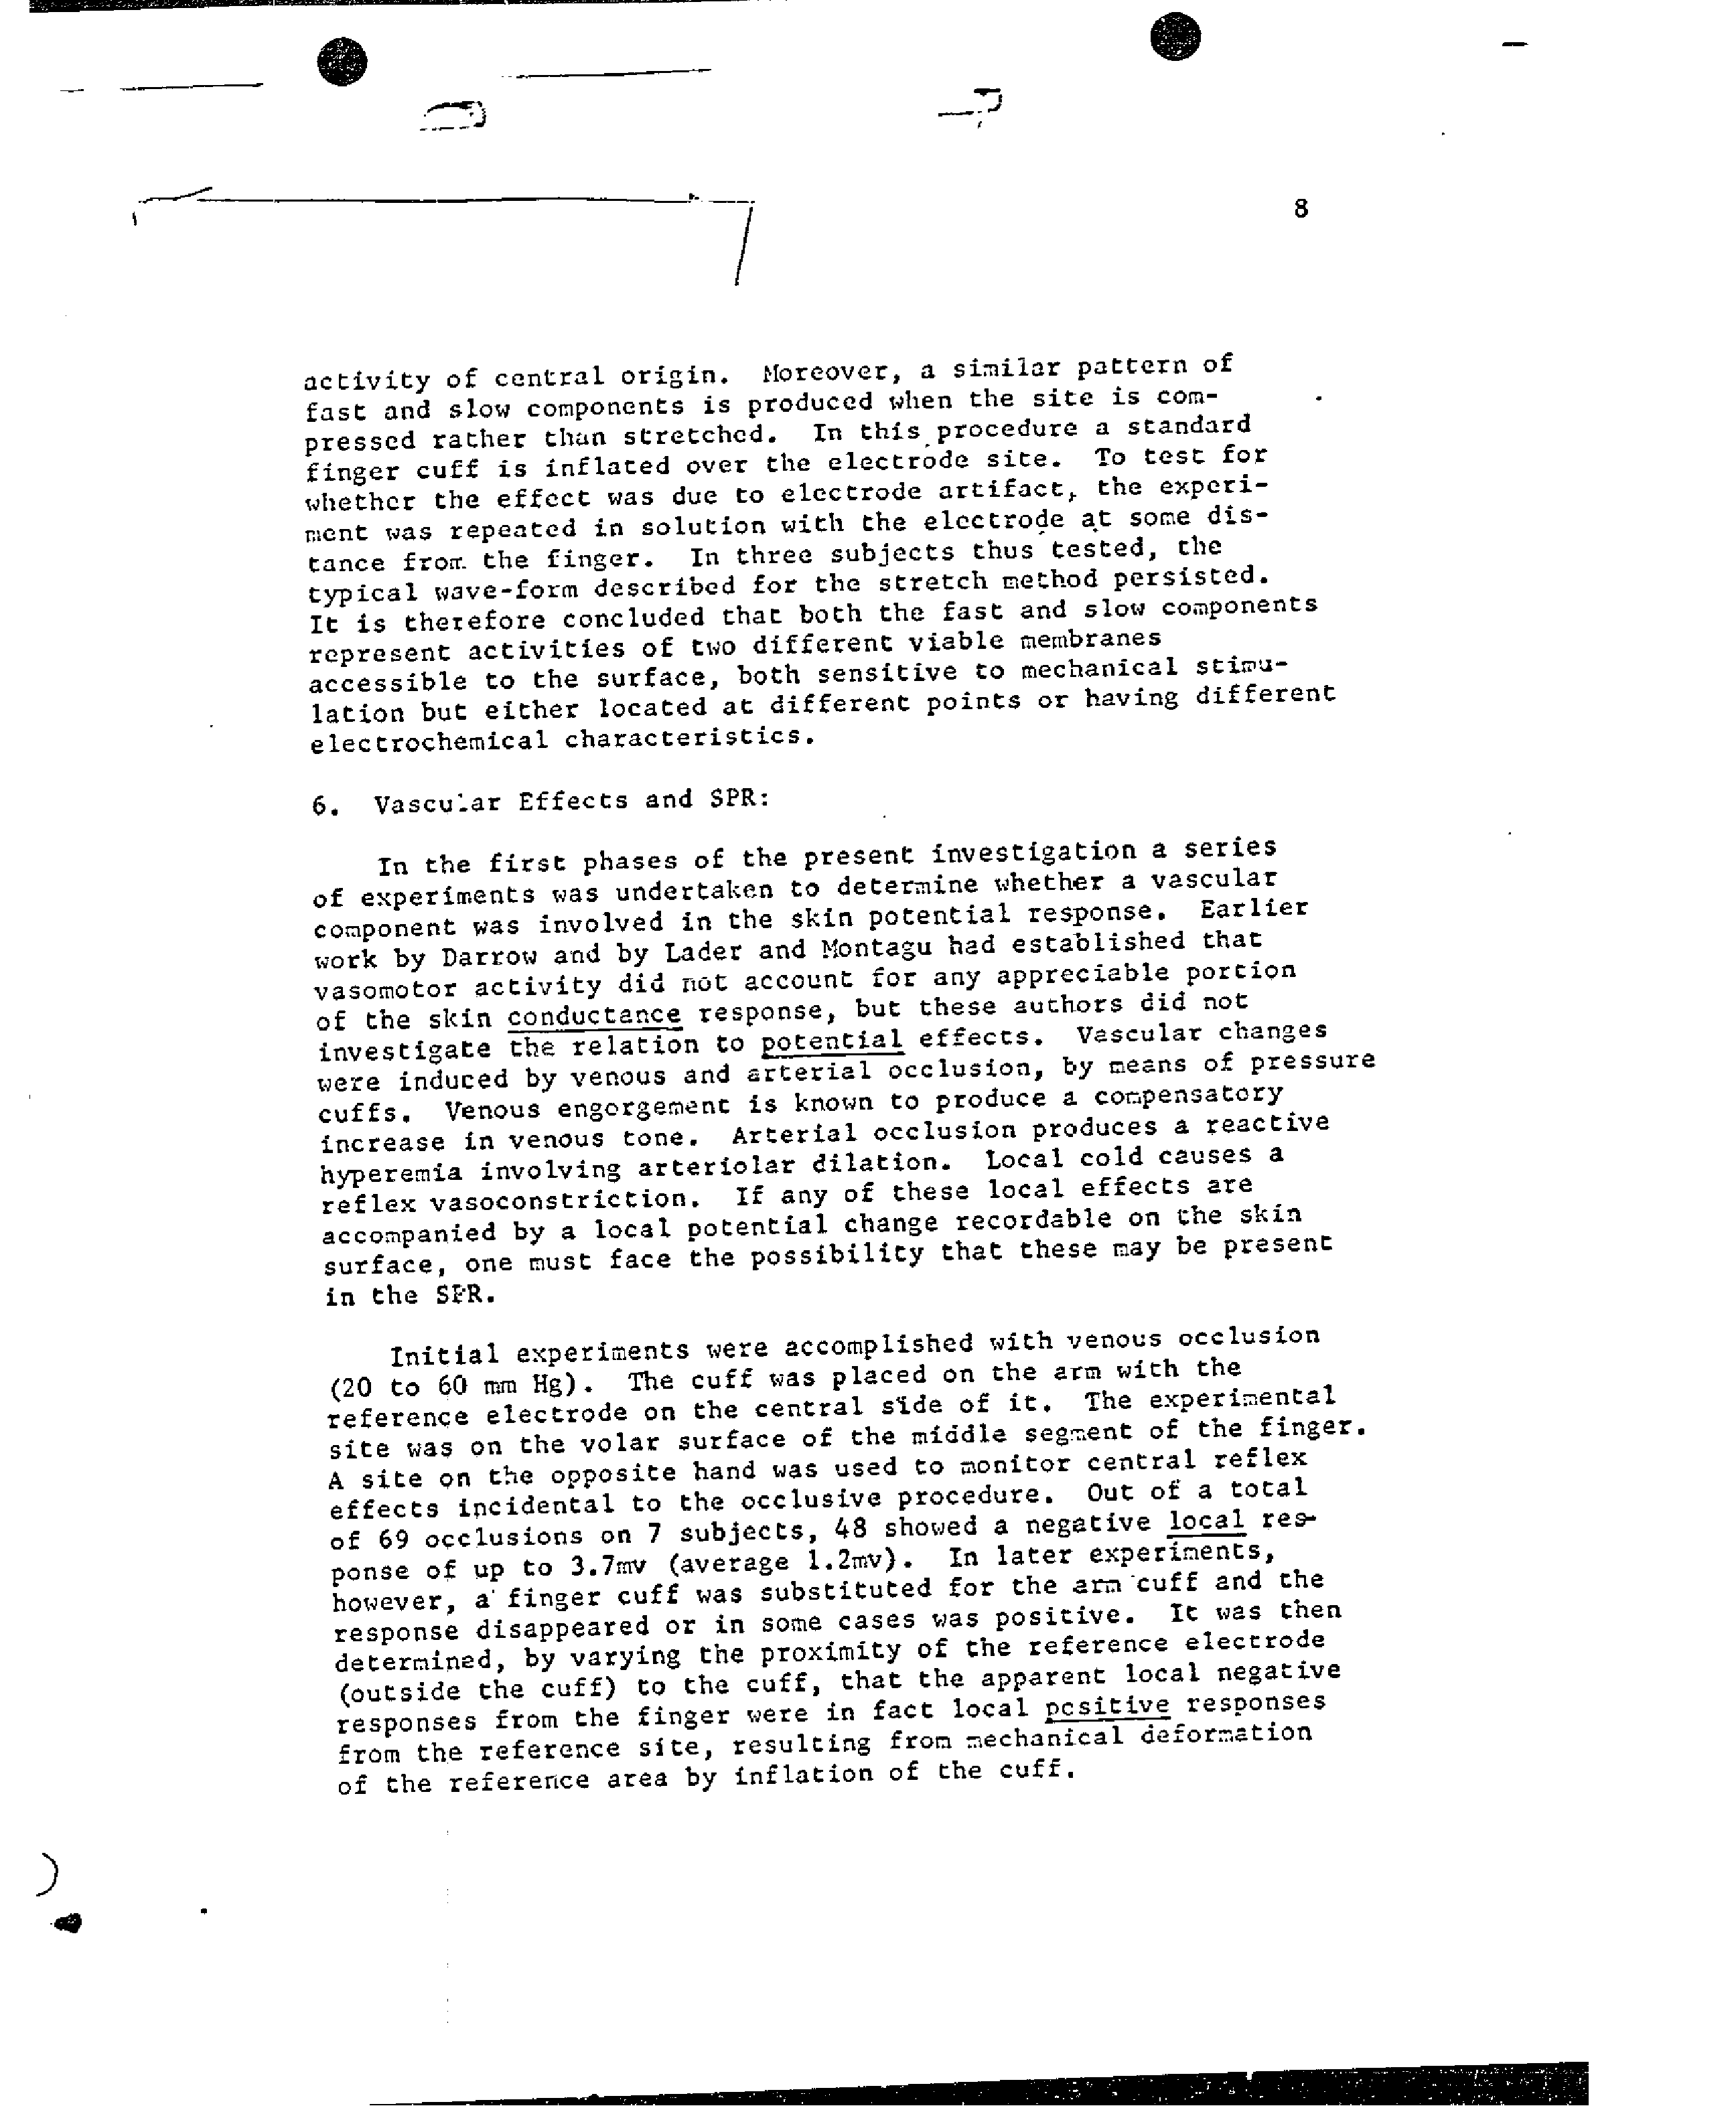 8
activity of central origin. Moreover, a similar pattern of
fast and slow components is produced when the site is com-
pressed rather than stretched. In this procedure a standard
finger cuff is inflated over the electrode site. To test for
whether the effect was due to electrode artifact, the experi-
ment was repeated in solution with the electrode at some dis-
tance from the finger. In three subjects thus tested, the
typical wave-form described for the stretch method persisted.
It is therefore concluded that both the fast and slow components
represent activities of two different viable membranes
accessible to the surface, both sensitive to mechanical stimu-
lation but either located at different points or having different
electrochemical characteristics.
6. Vascular Effects and SPR:
In the first phases of the present investigation a series
of experiments was undertaken to determine whether a vascular
component was involved in the skin potential response. Earlier
work by Darrow and by Lader and Montagu had established that
vasomotor activity did not account for any appreciable portion
of the skin conductance response, but these authors did not
investigate the relation to potential effects. Vascular changes
were induced by venous and arterial occlusion, by means of pressure
cuffs. Venous engorgement is known to produce a compensatory
increase in venous tone. Arterial occlusion produces a reactive
hyperemia involving arteriolar dilation. Local cold causes a
reflex vasoconstriction. If any of these local effects are
accompanied by a local potential change recordable on the skin
surface, one must face the possibility that these may be present
in the SPR.
Initial experiments were accomplished with venous occlusion
(20 to 60 mm Hg). The cuff was placed on the arm with the
reference electrode on the central side of it. The experimental
site was on the volar surface of the middle segment of the finger.
A site on the opposite hand was used to monitor central reflex
effects incidental to the occlusive procedure. Out of a total
of 69 occlusions on 7 subjects, 48 showed a negative local res-
ponse of up to 3.7mv (average 1.2mv). In later experiments,
however, a finger cuff was substituted for the arm cuff and the
response disappeared or in some cases was positive. It was then
determined, by varying the proximity of the reference electrode
(outside the cuff) to the cuff, that the apparent local negative
responses from the finger were in fact local positive responses
from the reference site, resulting from mechanical deformation
of the reference area by inflation of the cuff.